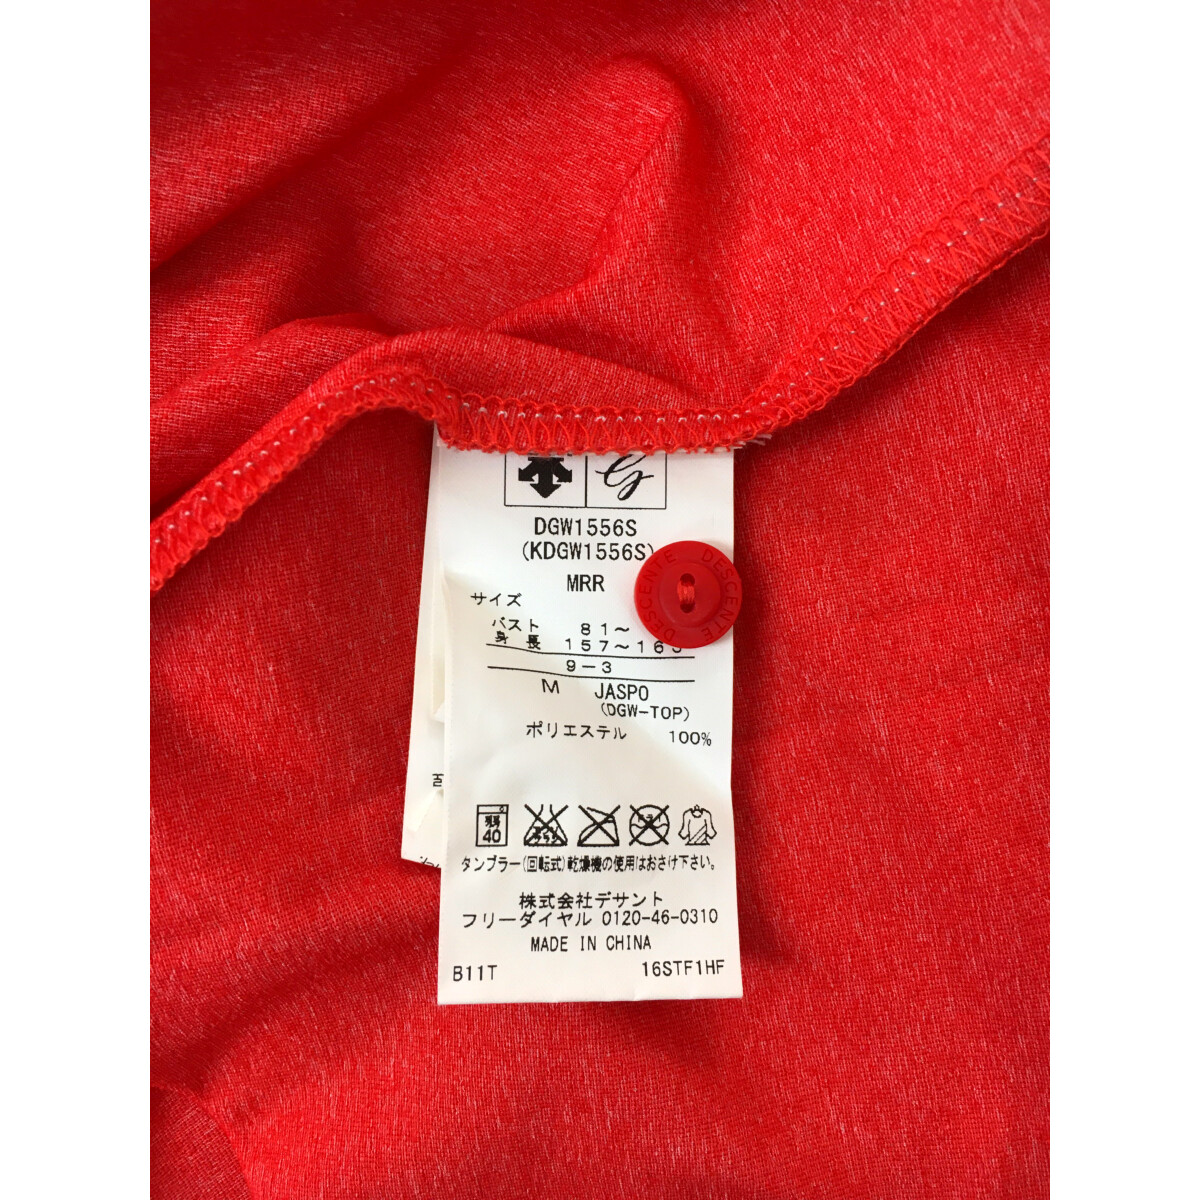 DGW1556S
(KDGW1556S)
MRR
サイズ
バスト 81～
身長 157～163
9-3
M JASPO
(DGW-TOP)
ポリエステル 100%
40
タンブラー(回転式)乾燥機の使用はおさけ下さい。
株式会社デサント
フリーダイヤル 0120-46-0310
MADE IN CHINA
B11T 16STF1HF
DESCENTE DESCENTE